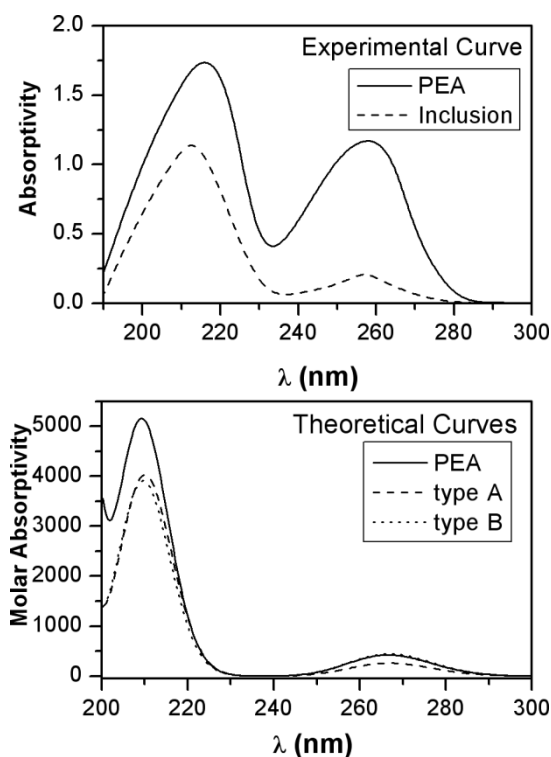 Experimental Curve
PEA
Inclusion
Absorptivity
2.0
1.5
1.0
0.5
0.0
200 220 240 260 280 300
λ (nm)
Theoretical Curves
PEA
type A
type B
Molar Absorptivity
5000
4000
3000
2000
1000
0
200 220 240 260 280 300
λ (nm)